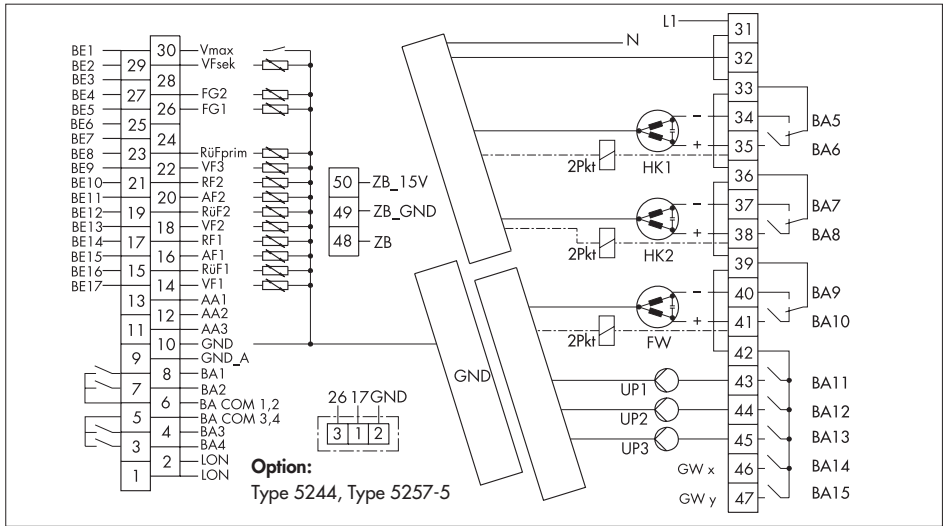 L1 31
N
32
BE1 30 Vmax
BE2 29 VFsek
BE3 28
BE4 27 FG2
BE5 26 FG1
BE6 25
BE7 24
BE8 23 RüFprim
BE9 22 VF3
BE10 21 RF2
BE11 20 AF2
BE12 19 RüF2
BE13 18 VF2
BE14 17 RF1
BE15 16 AF1
BE16 15 RüF1
BE17 14 VF1
13 AA1
12 AA2
11 AA3
10 GND
9 GND_A
8 BA1
7 BA2
6 BA COM 1,2
5 BA COM 3,4
4 BA3
3 BA4
2 LON
1 LON
50 ZB_15V
49 ZB_GND
48 ZB
26 17 GND
3 1 2
Option:
Type 5244, Type 5257-5
GND
33
- 34 BA5
+ 35 BA6
2Pkt HK1
36
- 37 BA7
+ 38 BA8
2Pkt HK2
39
- 40 BA9
+ 41 BA10
2Pkt FW
42
UP1 43 BA11
UP2 44 BA12
UP3 45 BA13
GW x 46 BA14
GW y 47 BA15